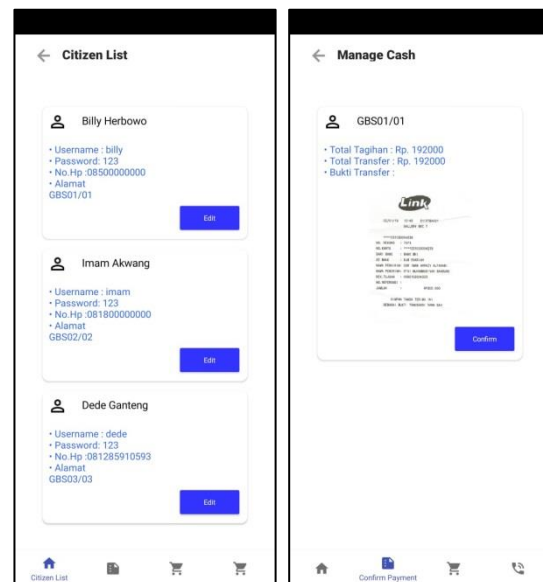 Citizen List
Billy Herbowo
• Username : billy
• Password: 123
• No.Hp :08500000000
• Alamat
GBS01/01
Edit
Imam Akwang
• Username : imam
• Password: 123
• No.Hp :081800000000
• Alamat
GBS02/02
Edit
Dede Ganteng
• Username : dede
• Password: 123
• No.Hp :081285910593
• Alamat
GBS03/03
Edit
Citizen List
Manage Cash
GBS01/01
• Total Tagihan : Rp. 192000
• Total Transfer : Rp. 192000
• Bukti Transfer :
Link
Confirm
Confirm Payment